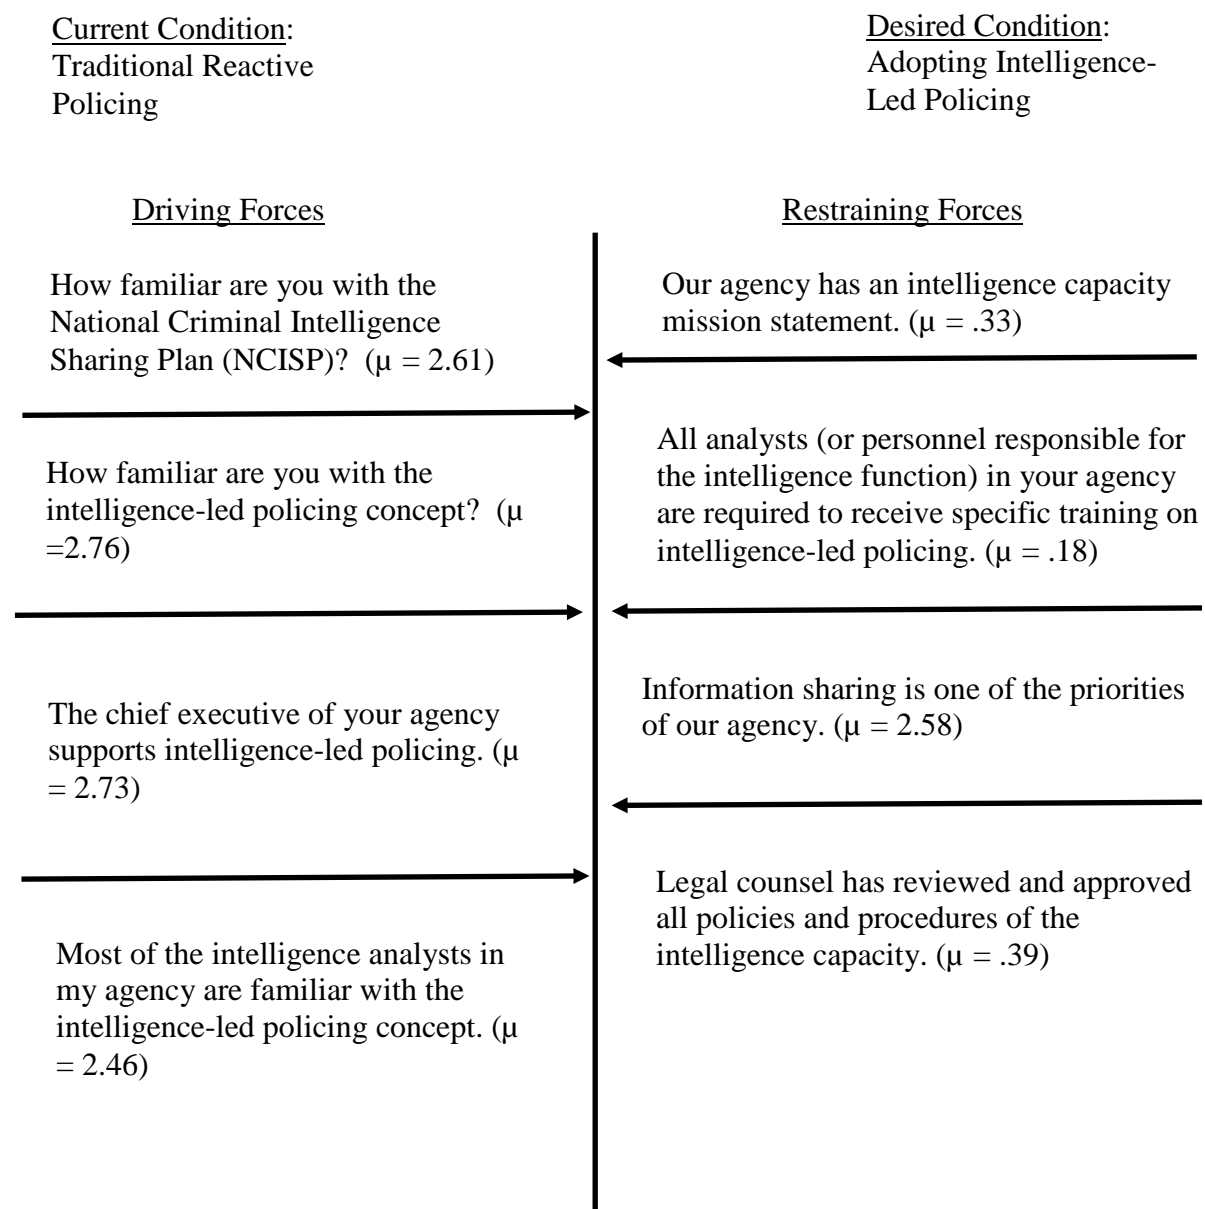 Current Condition:
Traditional Reactive
Policing
Desired Condition:
Adopting Intelligence-
Led Policing
Driving Forces
How familiar are you with the
National Criminal Intelligence
Sharing Plan (NCISP)?  (μ = 2.61)
How familiar are you with the
intelligence-led policing concept?  (μ
=2.76)
The chief executive of your agency
supports intelligence-led policing. (μ
= 2.73)
Most of the intelligence analysts in
my agency are familiar with the
intelligence-led policing concept. (μ
= 2.46)
Restraining Forces
Our agency has an intelligence capacity
mission statement. (μ = .33)
All analysts (or personnel responsible for
the intelligence function) in your agency
are required to receive specific training on
intelligence-led policing. (μ = .18)
Information sharing is one of the priorities
of our agency. (μ = 2.58)
Legal counsel has reviewed and approved
all policies and procedures of the
intelligence capacity. (μ = .39)